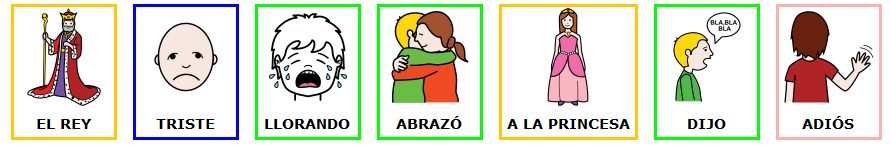 BLA,BLA
BLA
EL REY TRISTE LLORANDO ABRAZÓ A LA PRINCESA DIJO ADIÓS